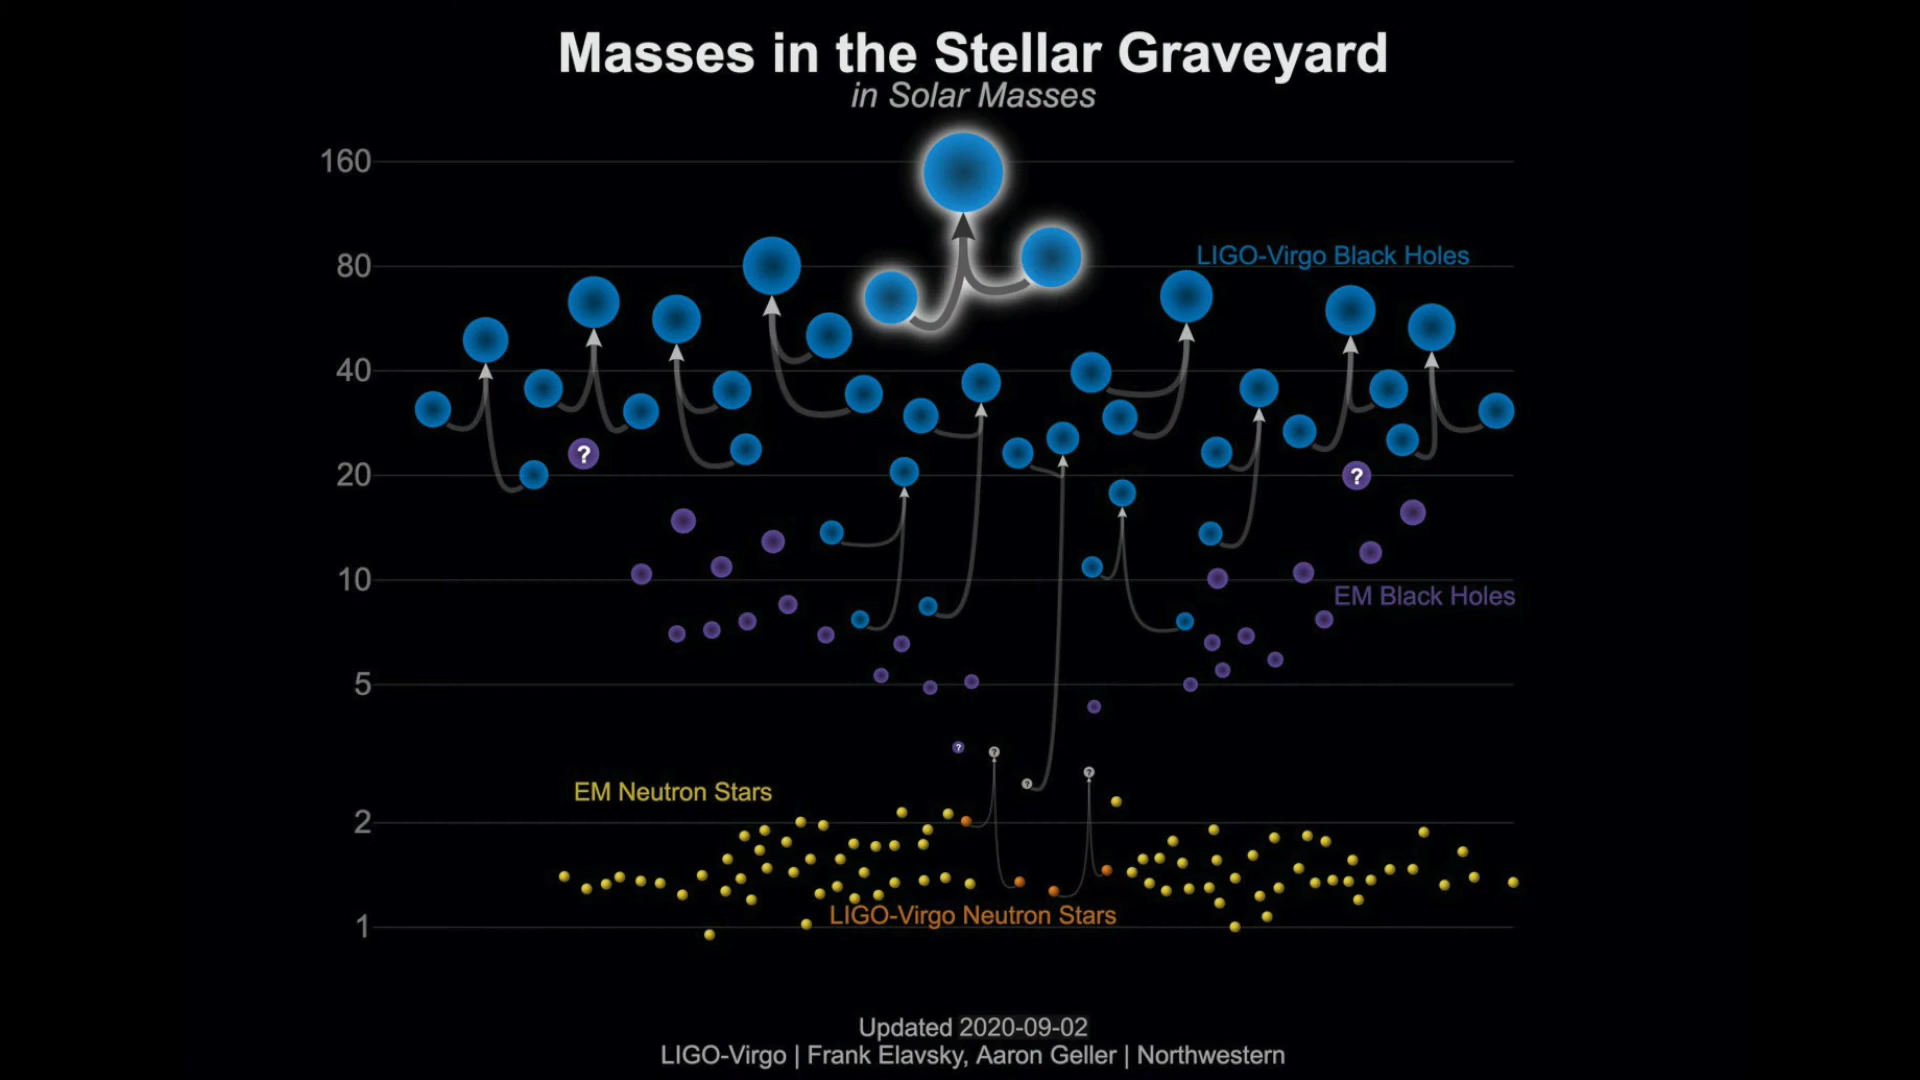 Masses in the Stellar Graveyard
in Solar Masses
160
LIGO-Virgo Black Holes
80
40
?
20
?
10
EM Black Holes
5
?
?
?
?
EM Neutron Stars
2
LIGO-Virgo Neutron Stars
1
Updated 2020-09-02
LIGO-Virgo | Frank Elavsky, Aaron Geller | Northwestern